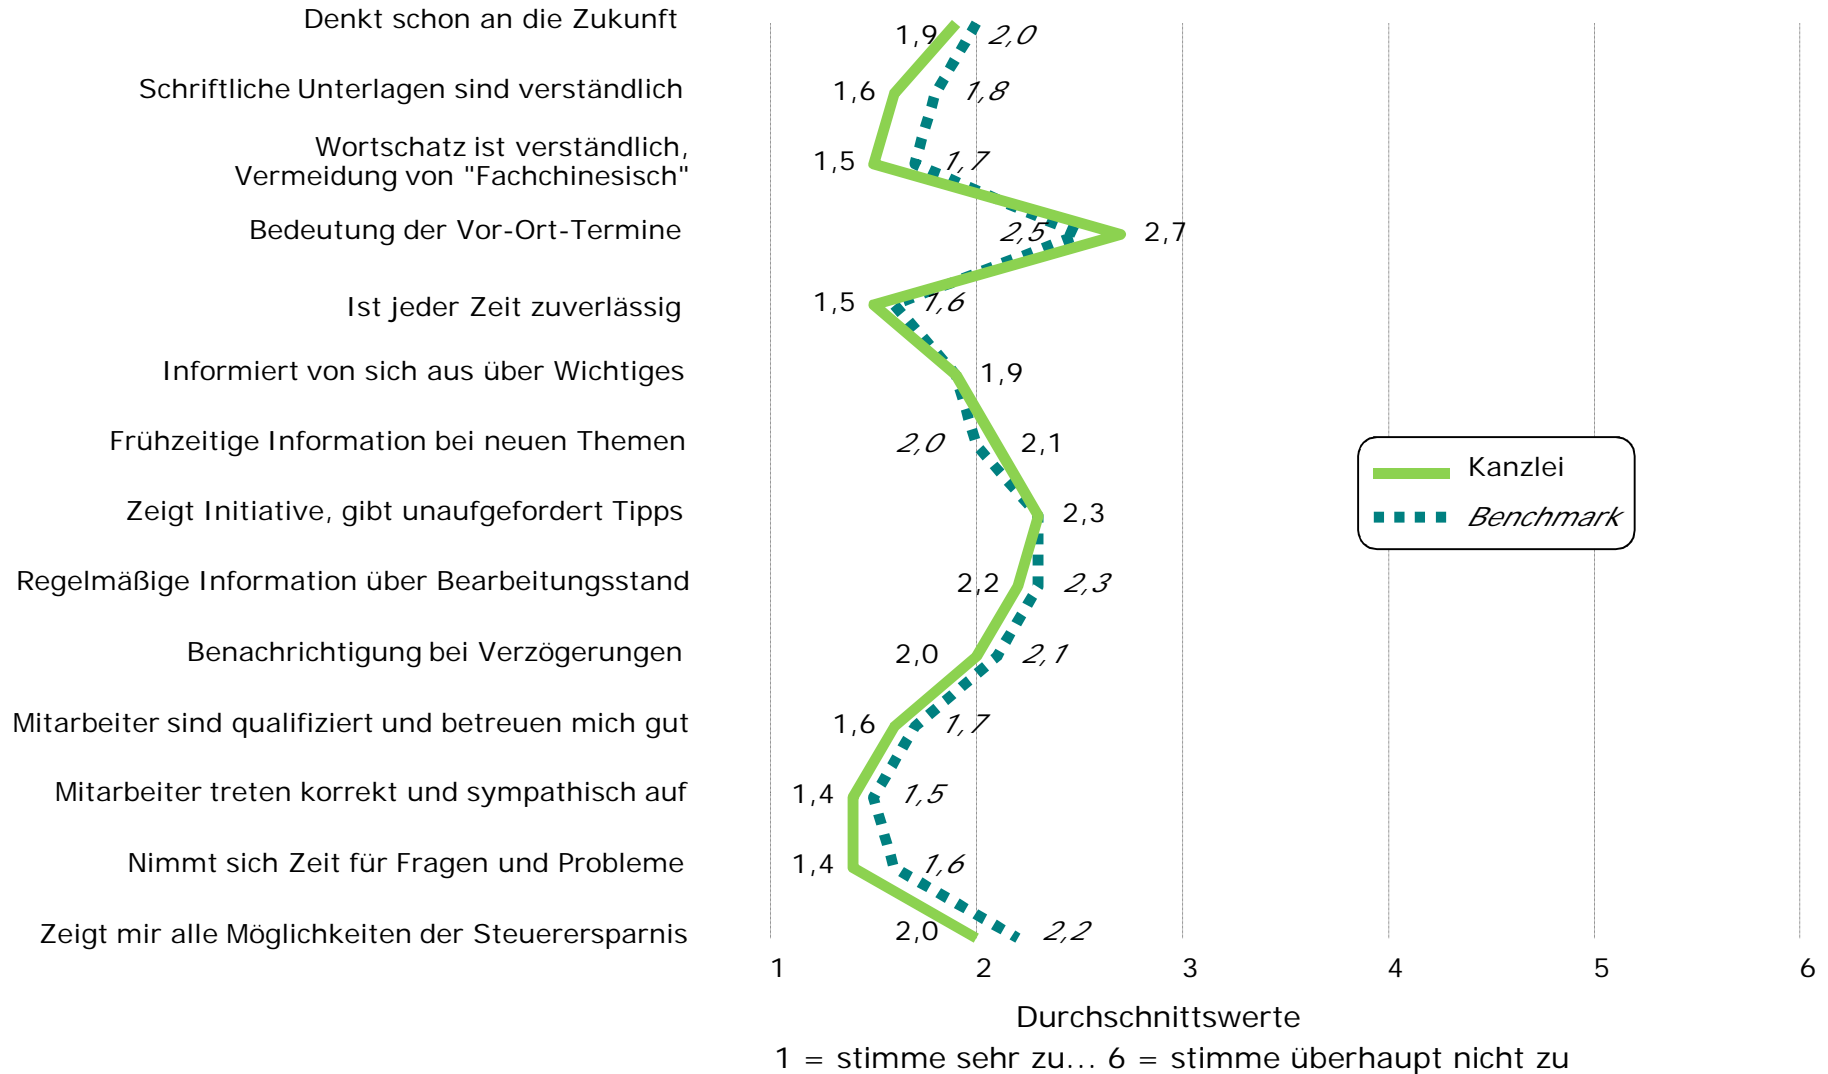 Denkt schon an die Zukunft
1,9 2,0
Schriftliche Unterlagen sind verständlich
1,6 1,8
Wortschatz ist verständlich,
Vermeidung von "Fachchinesisch"
1,5 1,7
Bedeutung der Vor-Ort-Termine
2,5 2,7
Ist jeder Zeit zuverlässig
1,5 1,6
Informiert von sich aus über Wichtiges
1,9
Frühzeitige Information bei neuen Themen
2,0 2,1
Kanzlei
Zeigt Initiative, gibt unaufgefordert Tipps
2,3
Benchmark
Regelmäßige Information über Bearbeitungsstand
2,2 2,3
Benachrichtigung bei Verzögerungen
2,0 2,1
Mitarbeiter sind qualifiziert und betreuen mich gut
1,6 1,7
Mitarbeiter treten korrekt und sympathisch auf
1,4 1,5
Nimmt sich Zeit für Fragen und Probleme
1,4 1,6
Zeigt mir alle Möglichkeiten der Steuerersparnis
2,0 2,2
1 2 3 4 5 6
Durchschnittswerte
1 = stimme sehr zu... 6 = stimme überhaupt nicht zu